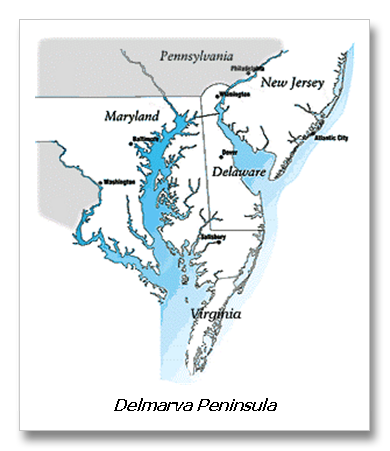 Pennsylvania
Philadelphia
New Jersey
Wilmington
Maryland
Baltimore
Atlantic City
Dover
Delaware
Washington
Salisbury
Virginia
Delmarva Peninsula